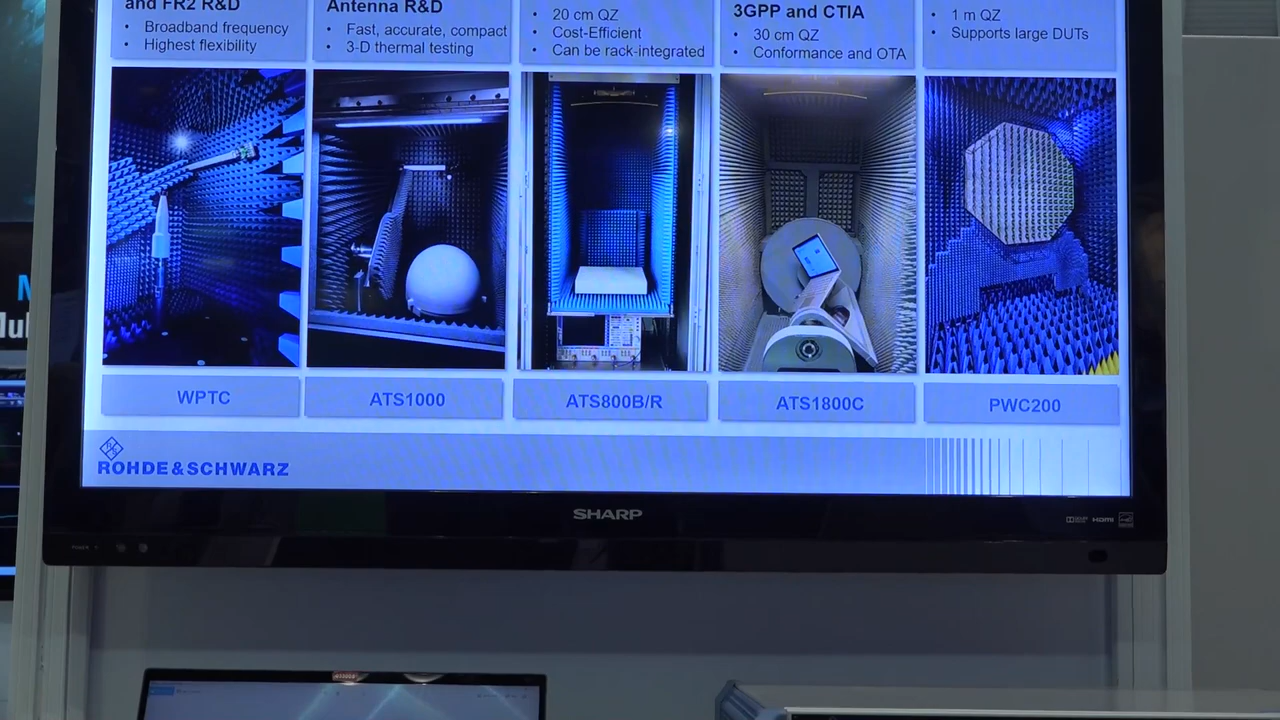 and FR2 R&D
• Broadband frequency
• Highest flexibility
Antenna R&D
• Fast, accurate, compact
• 3-D thermal testing
• 20 cm QZ
• Cost-Efficient
• Can be rack-integrated
3GPP and CTIA
• 30 cm QZ
• Conformance and OTA
• 1 m QZ
• Supports large DUTs
WPTC
ATS1000
ATS800B/R
ATS1800C
PWC200
ROHDE&SCHWARZ
SHARP
HDMI